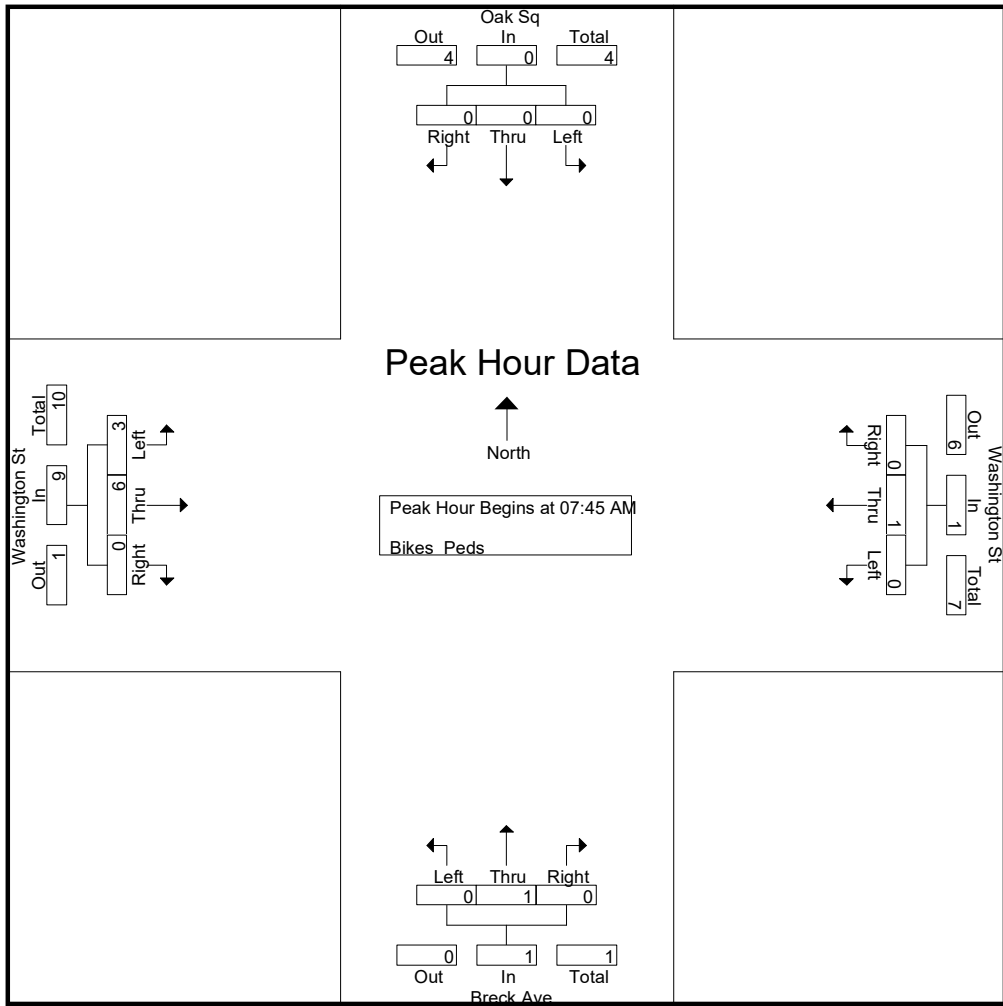 Oak Sq
Out In Total
4 0 4
0 0 0
Right Thru Left
Peak Hour Data
North
Peak Hour Begins at 07:45 AM
Bikes Peds
Washington St
Total In Out
10 9 1
3 6 0
Left Thru Right
Washington St
Out In Total
6 1 7
0 1 0
Right Thru Left
Left Thru Right
0 1 0
0 1 1
Out In Total
Breck Ave